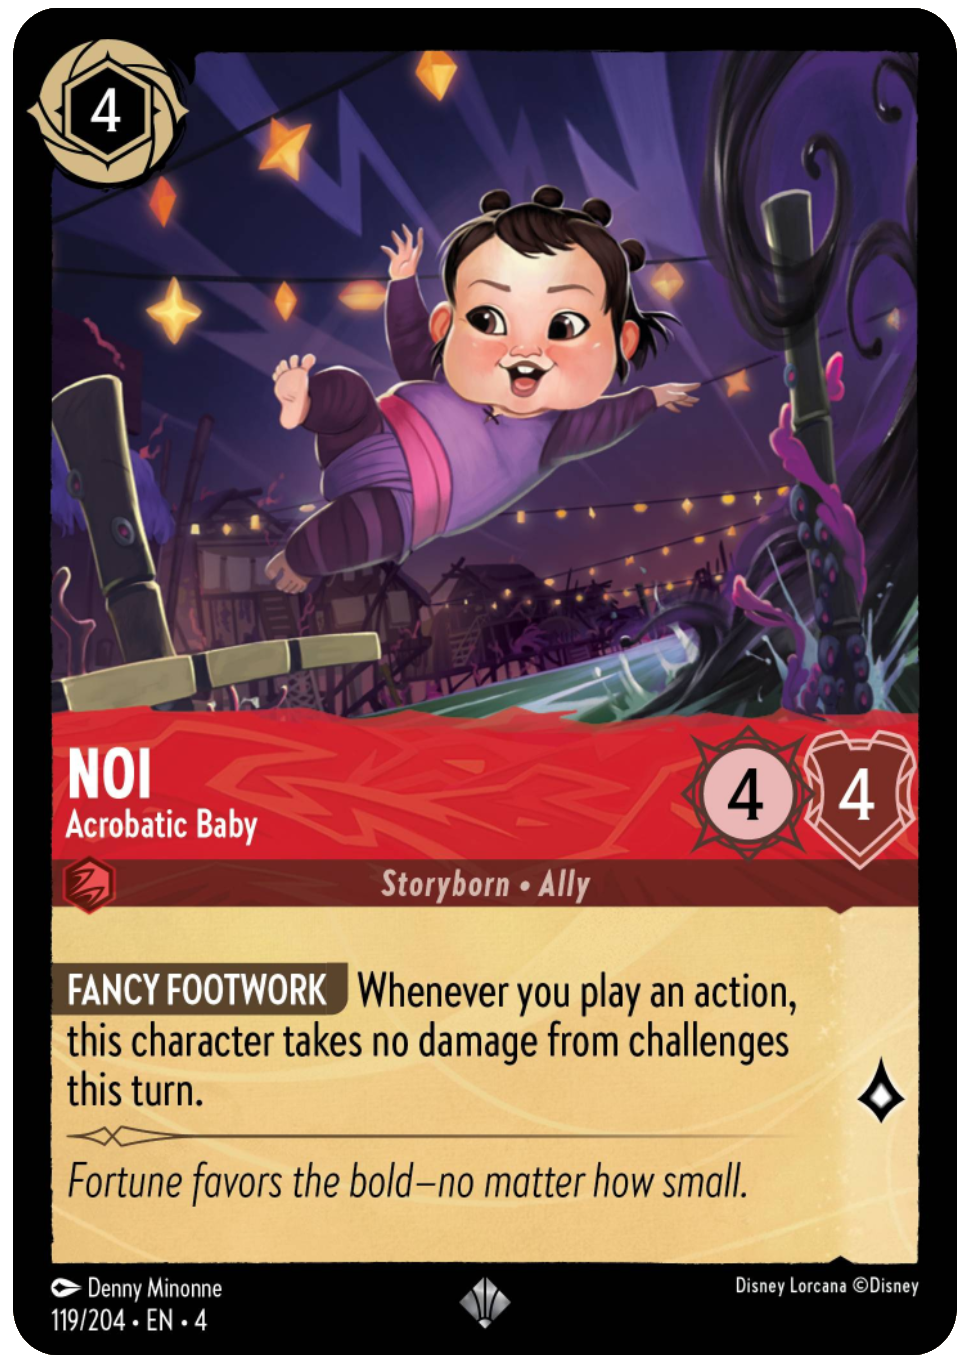 4
NOI
Acrobatic Baby
4
4
Storyborn • Ally
FANCY FOOTWORK Whenever you play an action,
this character takes no damage from challenges
this turn.
Fortune favors the bold–no matter how small.
Denny Minonne
Disney Lorcana ©Disney
119/204 • EN • 4